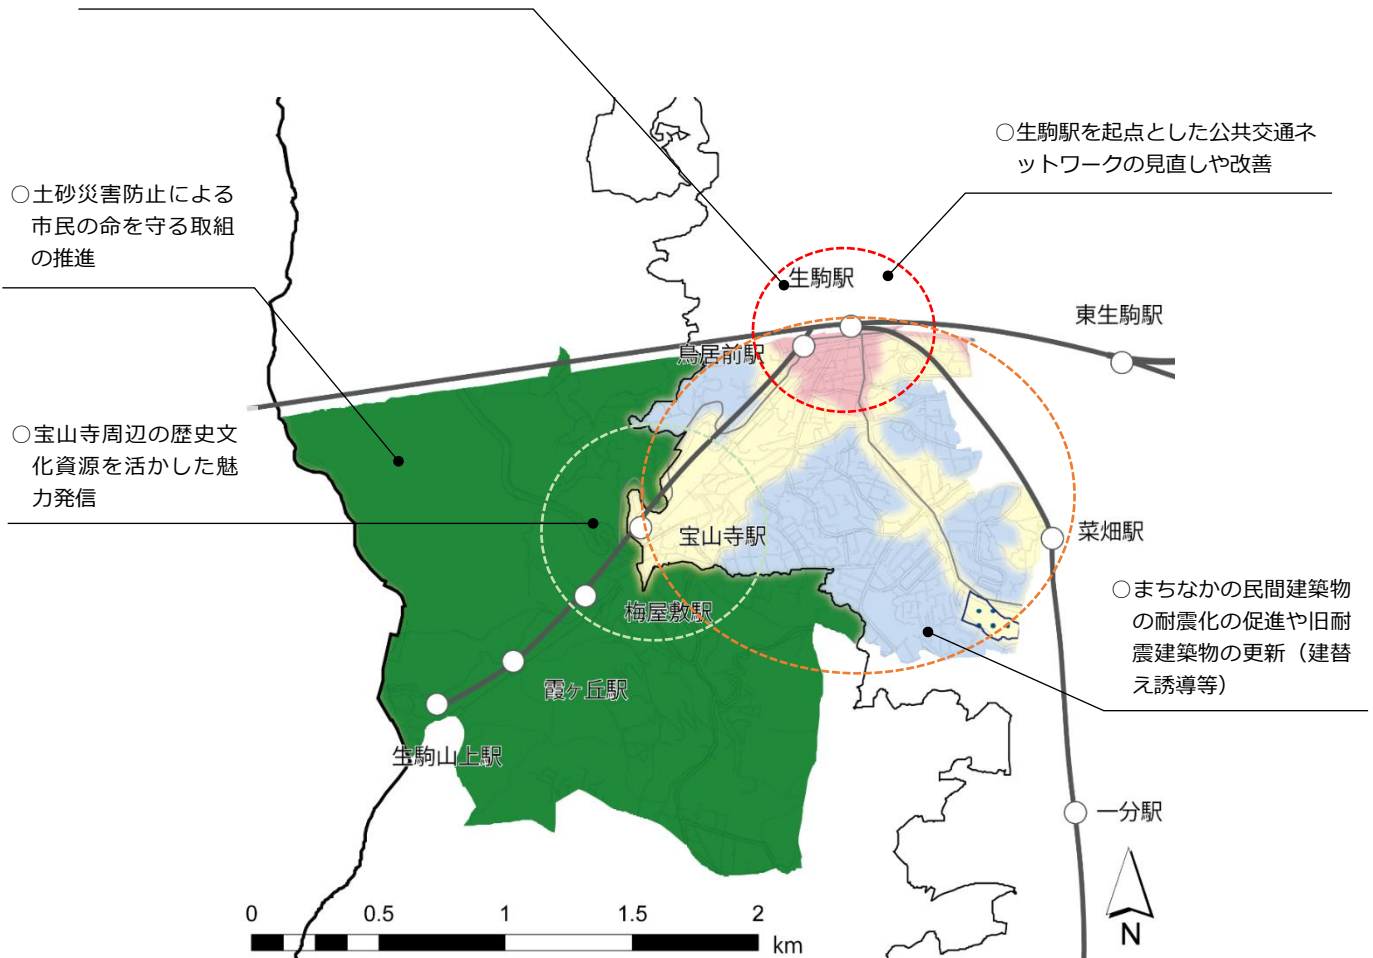 ○生駒駅を起点とした公共交通ネ
ットワークの見直しや改善
○土砂災害防止による
市民の命を守る取組
の推進
生駒駅
東生駒駅
鳥居前駅
○宝山寺周辺の歴史文
化資源を活かした魅
力発信
宝山寺駅
菜畑駅
○まちなかの民間建築物
の耐震化の促進や旧耐
震建築物の更新（建替
え誘導等）
梅屋敷駅
霞ヶ丘駅
生駒山上駅
一分駅
0 0.5 1 1.5 2
km
N